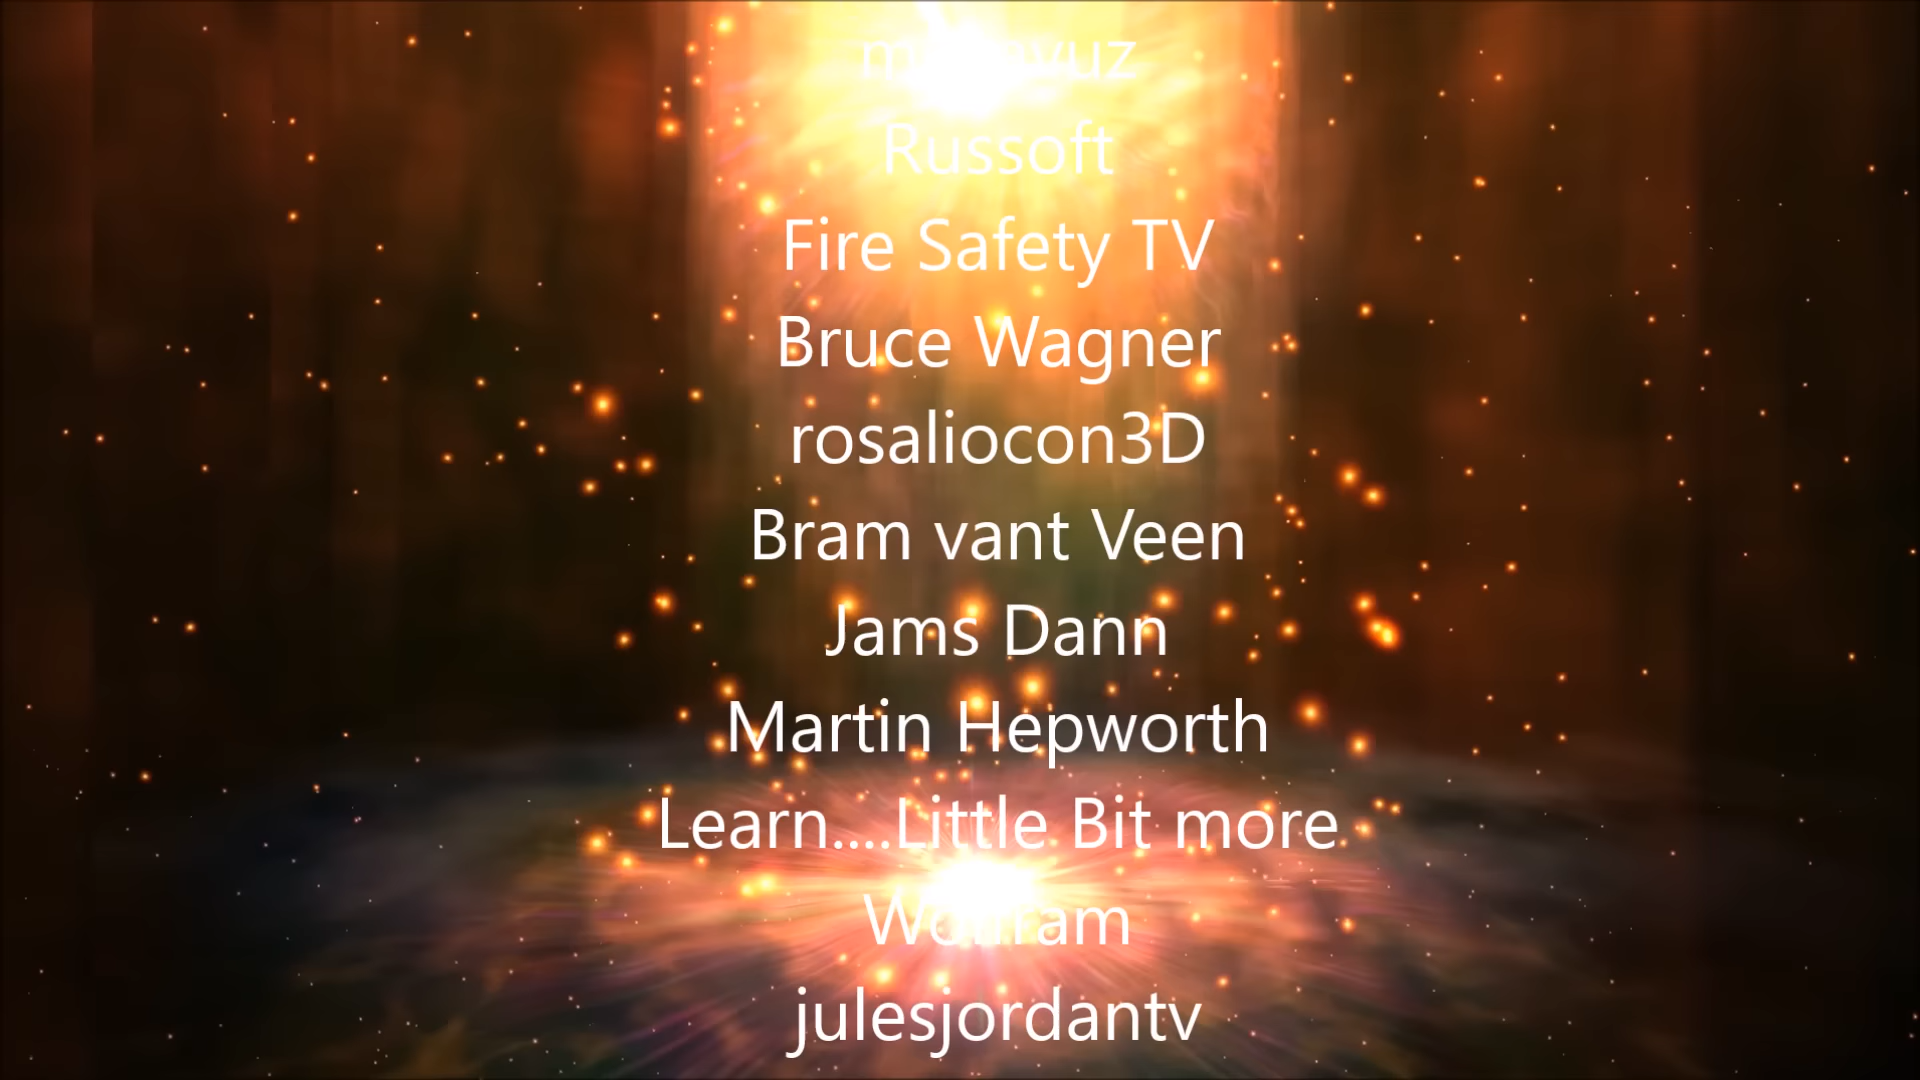 Russoft
Fire Safety TV
Bruce Wagner
rosaliocon3D
Bram vant Veen
Jams Dann
Martin Hepworth
Learn....Little Bit more
julesjordantv